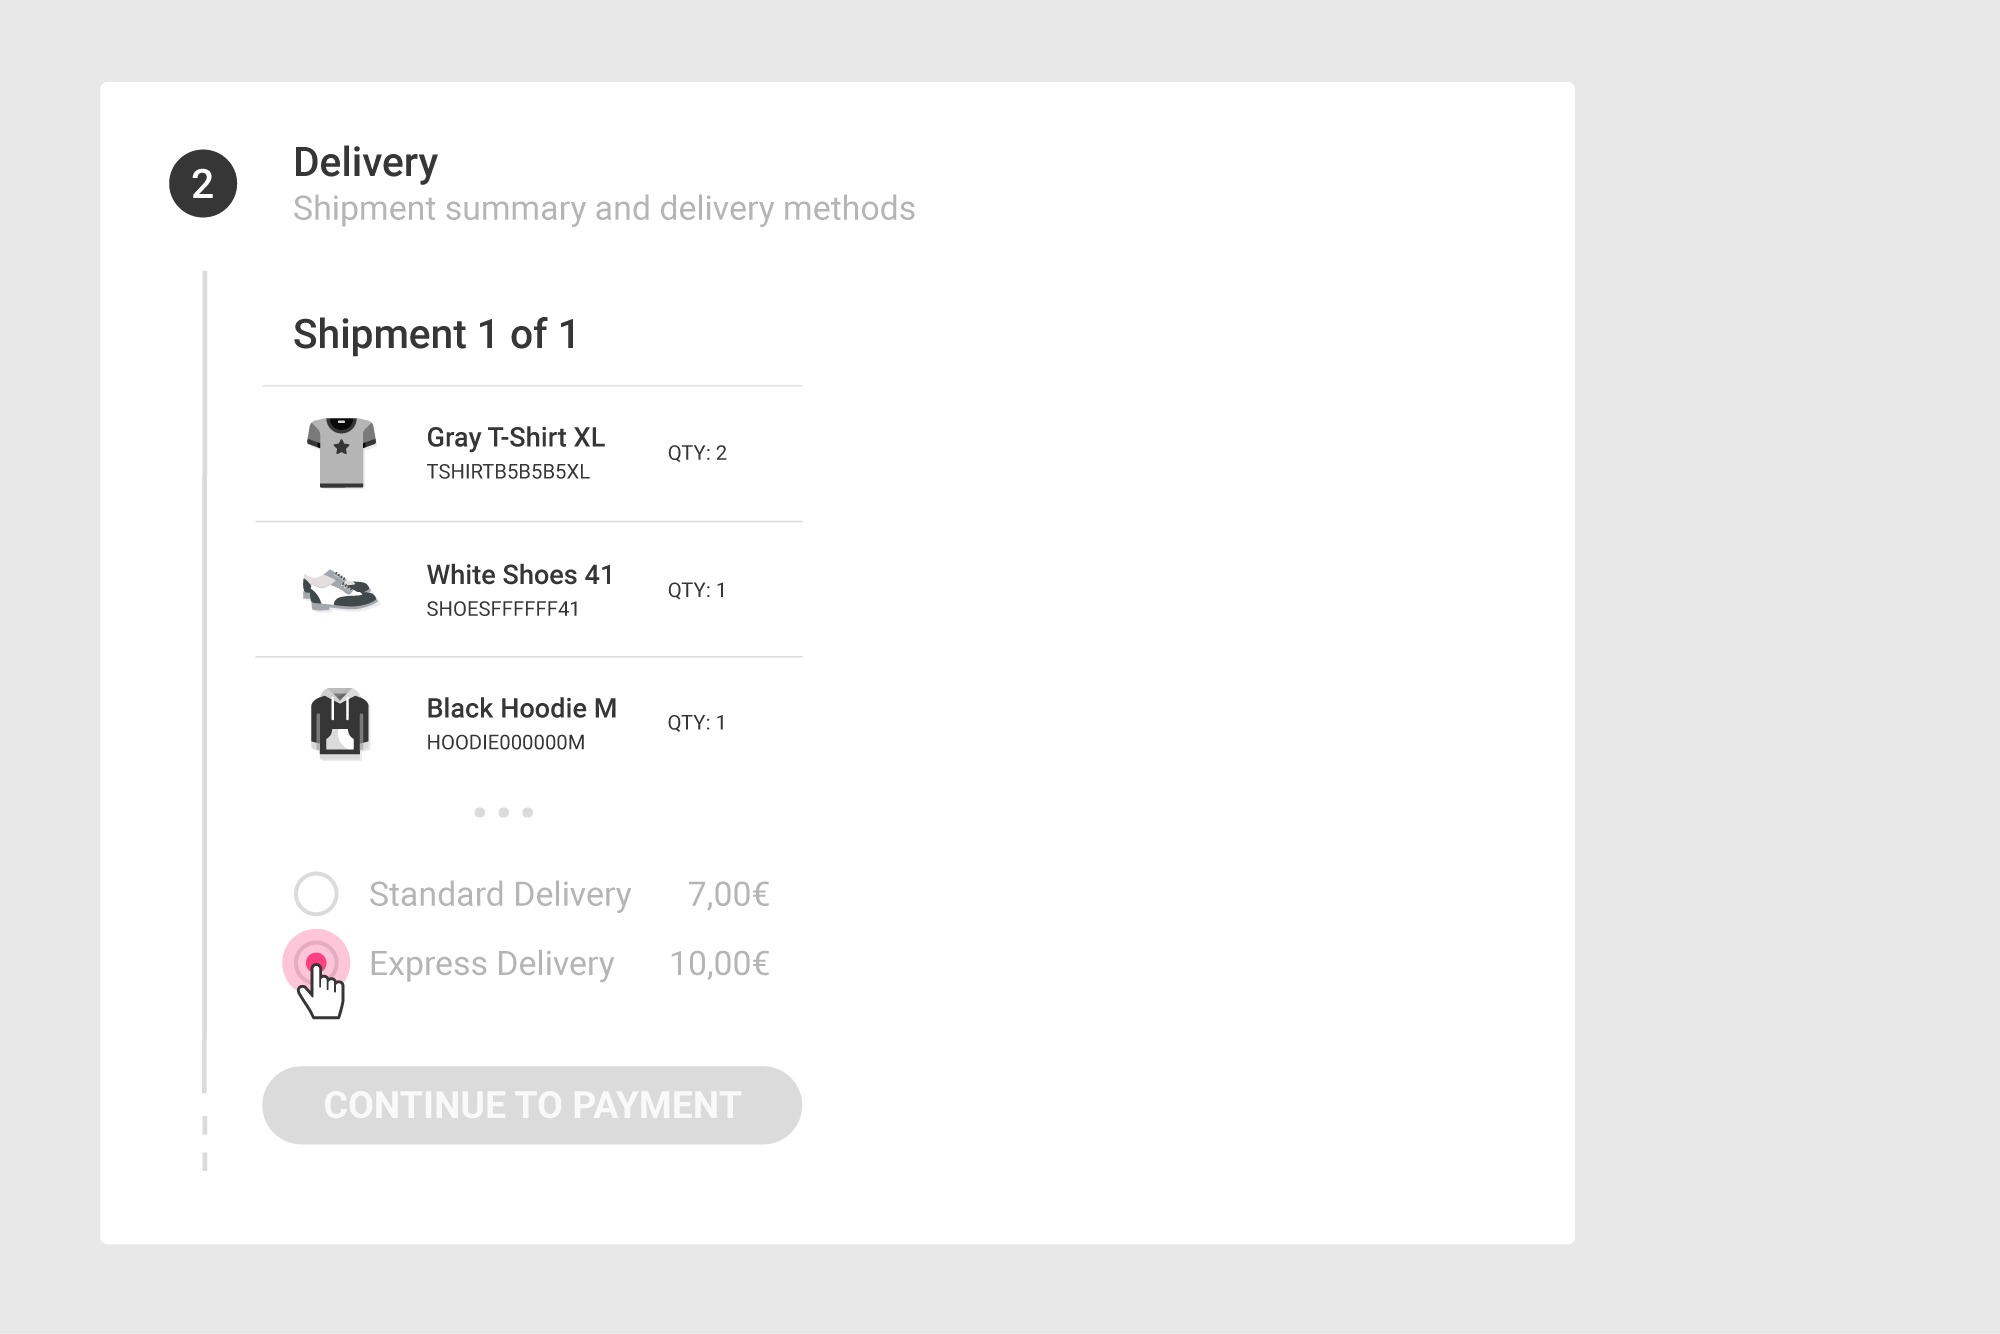 2
Delivery
Shipment summary and delivery methods
Shipment 1 of 1
Gray T-Shirt XL
TSHIRTB5B5B5XL
QTY: 2
White Shoes 41
SHOESFFFFFF41
QTY: 1
Black Hoodie M
HOODIE000000M
QTY: 1
Standard Delivery 7,00€
Express Delivery 10,00€
CONTINUE TO PAYMENT